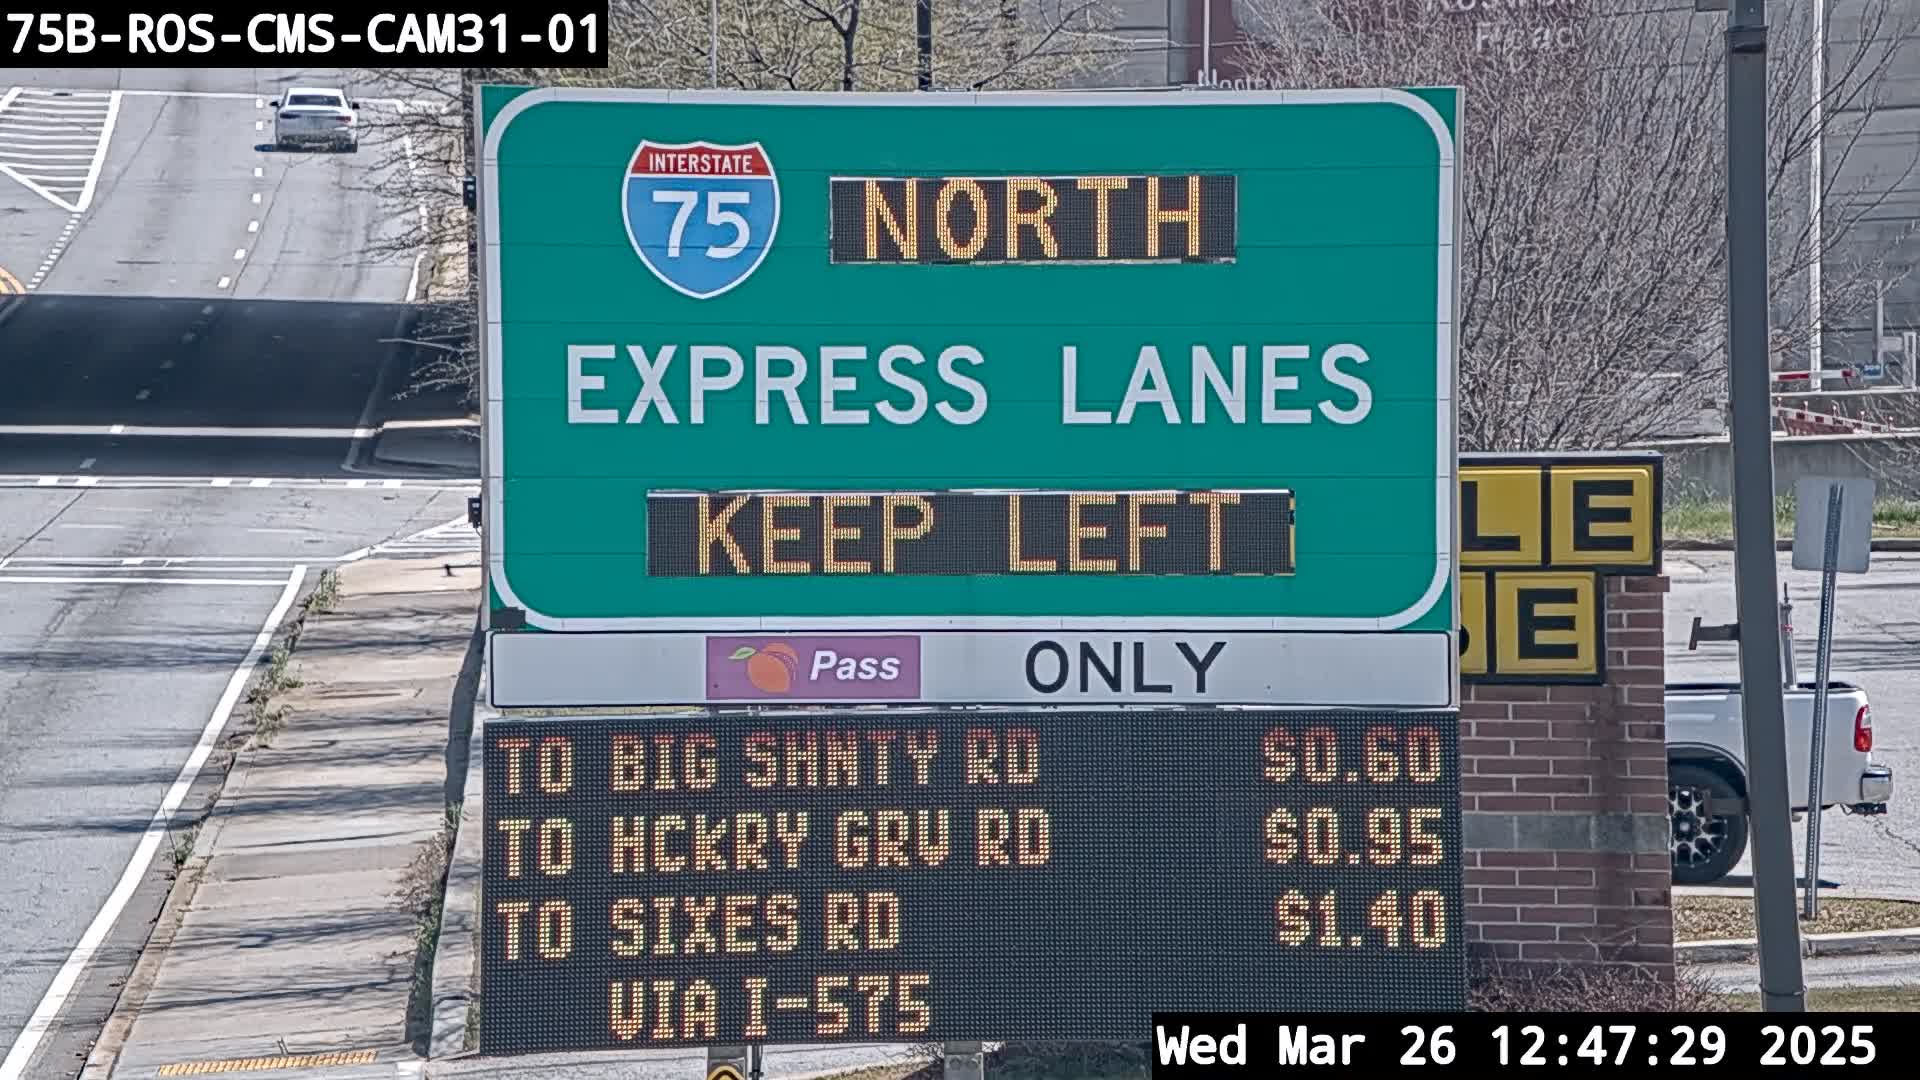 75B-ROS-CMS-CAM31-01
INTERSTATE
75
NORTH
EXPRESS LANES
KEEP LEFT
Pass ONLY
TO BIG SHNTY RD $0.60
TO HCKRY GRV RD $0.95
TO SIXES RD $1.40
VIA I-575
LE
E
Wed Mar 26 12:47:29 2025